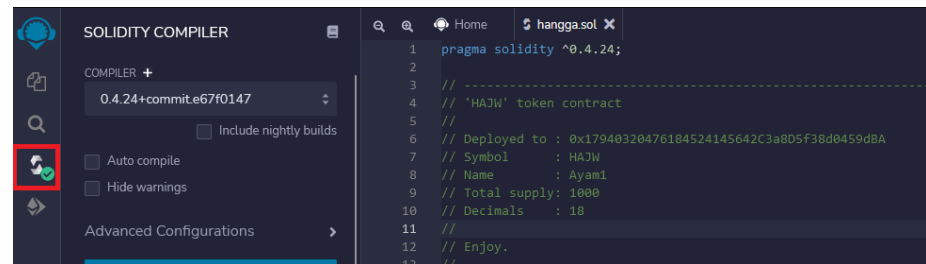 SOLIDITY COMPILER
COMPILER +
0.4.24+commit.e67f0147
Include nightly builds
Auto compile
Hide warnings
Advanced Configurations
Home
hangga.sol
1 pragma solidity ^0.4.24;
2
3 // ----------------------------------------------------------------------------
4 // 'HAJW' token contract
5 //
6 // Deployed to : 0x17940320476184524145642C3a8D5f38d0459dBA
7 // Symbol      : HAJW
8 // Name        : Ayam1
9 // Total supply: 1000
10 // Decimals    : 18
11 //
12 // Enjoy.